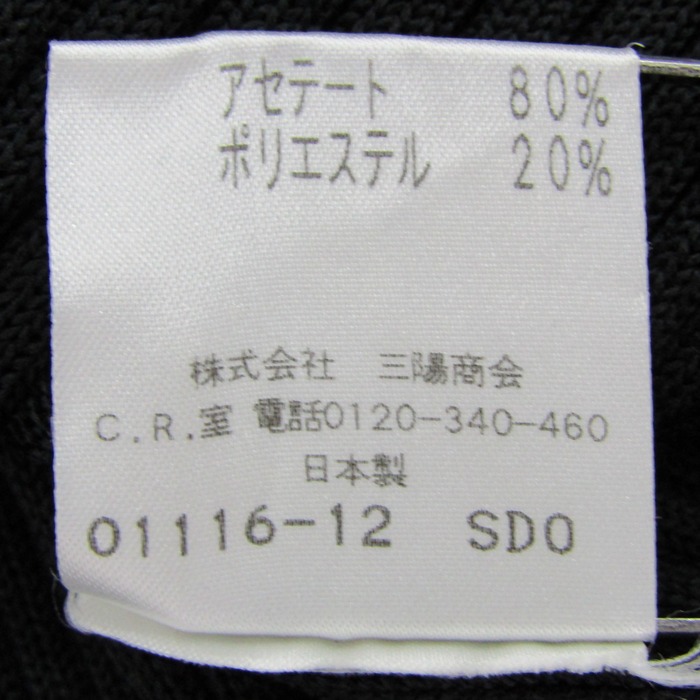 アセテート 80%
ポリエステル 20%
株式会社 三陽商会
C.R.室 電話0120-340-460
日本製
01116-12 SDO